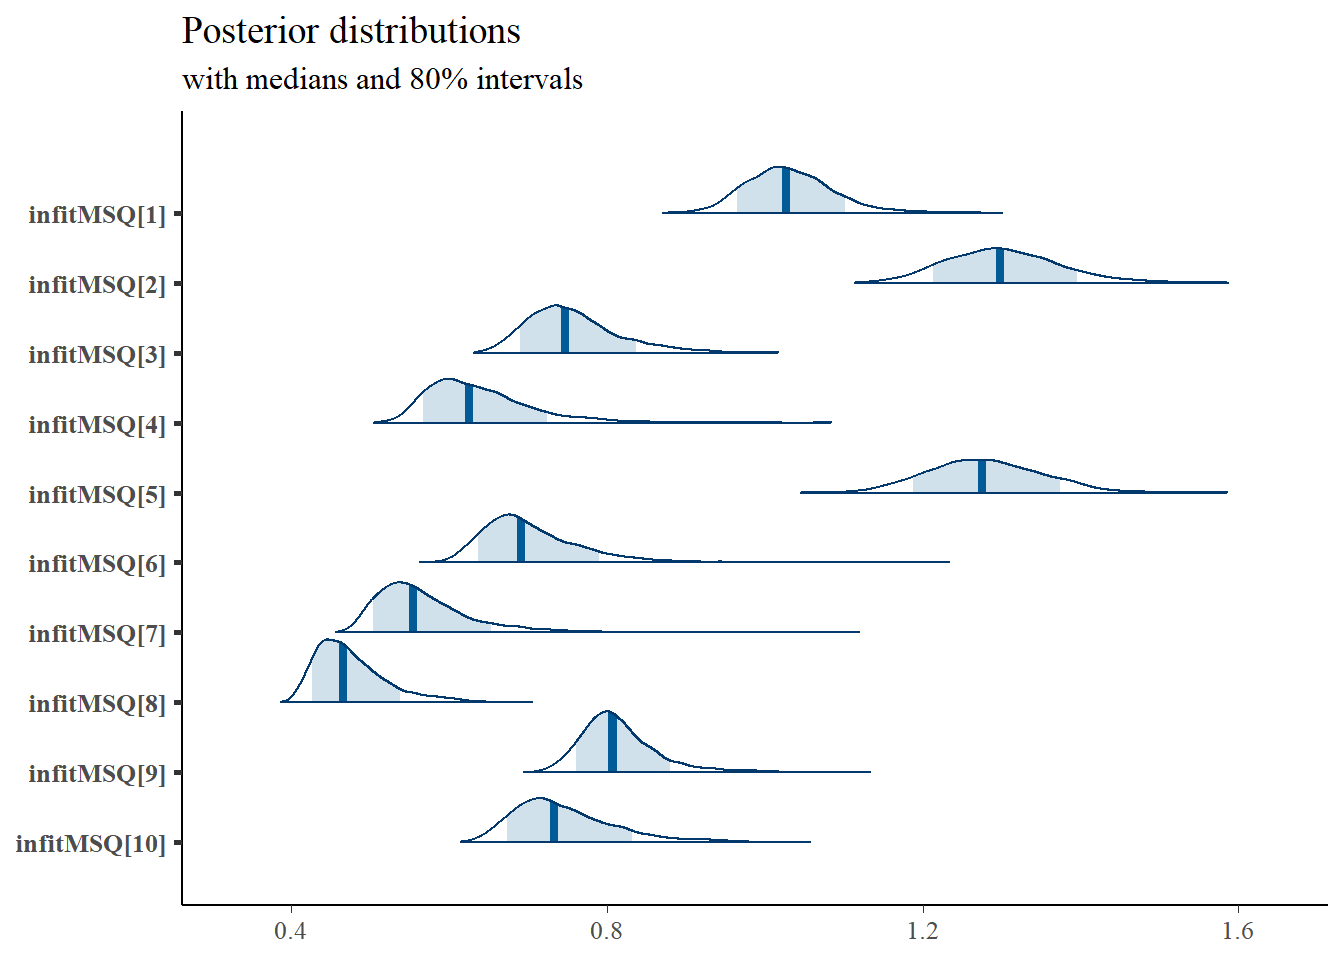 Posterior distributions
with medians and 80% intervals
infitMSQ[1]
infitMSQ[2]
infitMSQ[3]
infitMSQ[4]
infitMSQ[5]
infitMSQ[6]
infitMSQ[7]
infitMSQ[8]
infitMSQ[9]
infitMSQ[10]
0.4 0.8 1.2 1.6